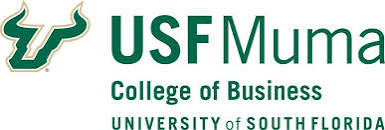 USF Muma
College of Business
UNIVERSITY of SOUTH FLORIDA